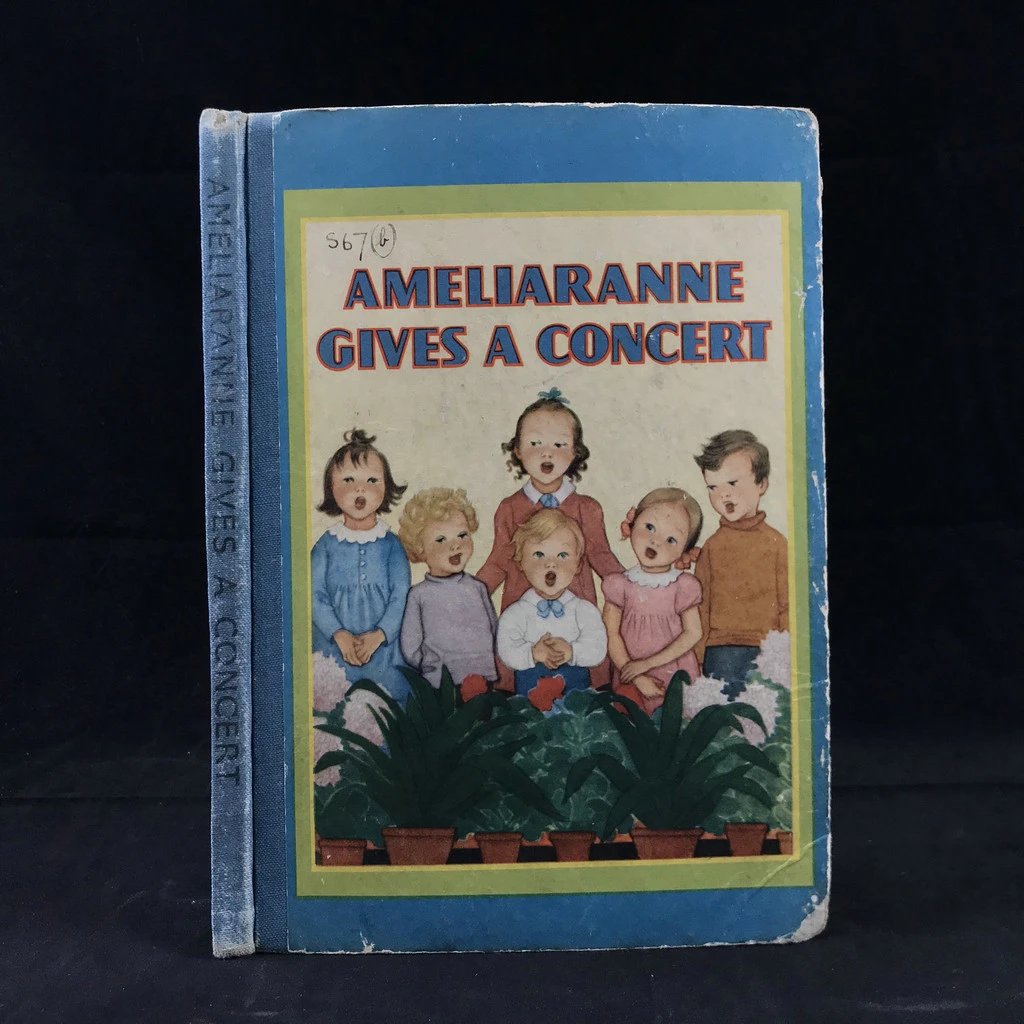 AMELIARANNE GIVES A CONCERT
S67(b)
AMELIARANNE
GIVES A CONCERT